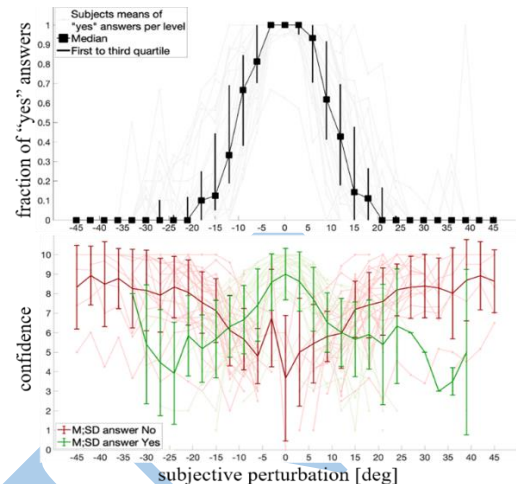 Subjects means of
"yes" answers per level
Median
First to third quartile
fraction of "yes" answers
1
0.9
0.8
0.7
0.6
0.5
0.4
0.3
0.2
0.1
0
-45 -40 -35 -30 -25 -20 -15 -10 -5 0 5 10 15 20 25 30 35 40 45
confidence
10
9
8
7
6
5
4
3
2
1
0
M;SD answer No
M;SD answer Yes
-45 -40 -35 -30 -25 -20 -15 -10 -5 0 5 10 15 20 25 30 35 40 45
subjective perturbation [deg]